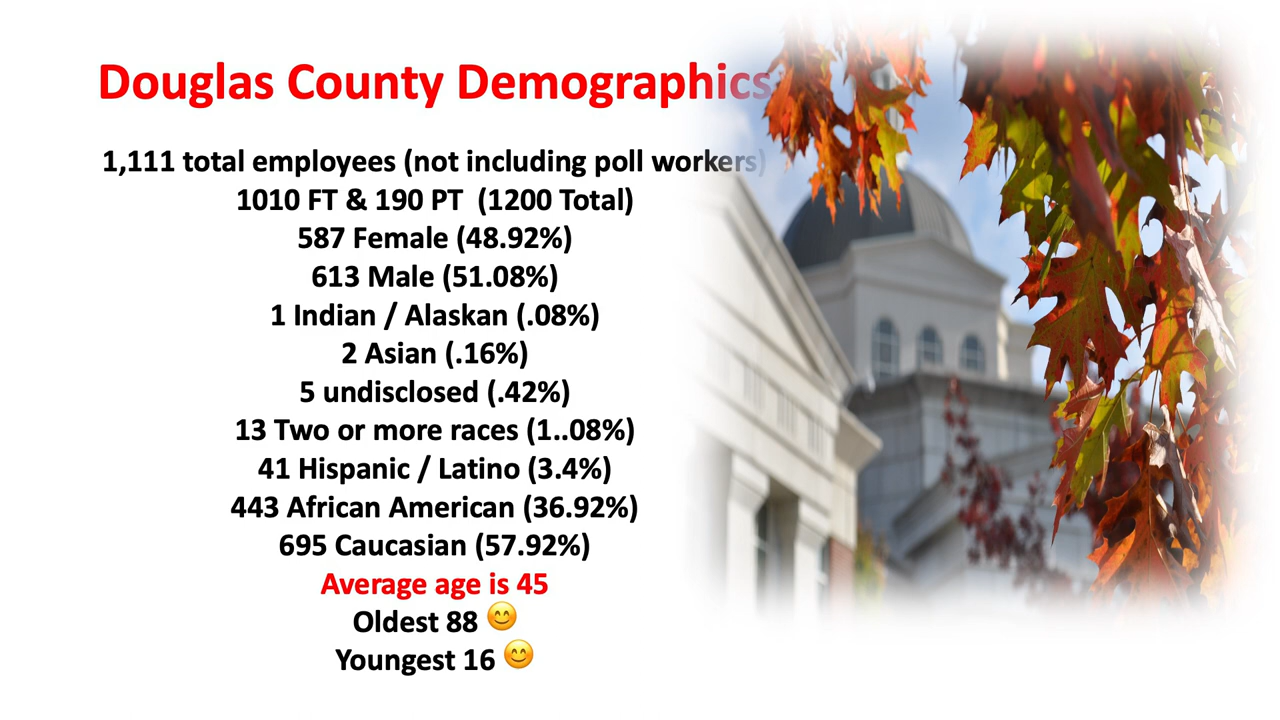 Douglas County Demographics
1,111 total employees (not including poll workers)
1010 FT & 190 PT  (1200 Total)
587 Female (48.92%)
613 Male (51.08%)
1 Indian / Alaskan (.08%)
2 Asian (.16%)
5 undisclosed (.42%)
13 Two or more races (1..08%)
41 Hispanic / Latino (3.4%)
443 African American (36.92%)
695 Caucasian (57.92%)
Average age is 45
Oldest 88 😊
Youngest 16 😊